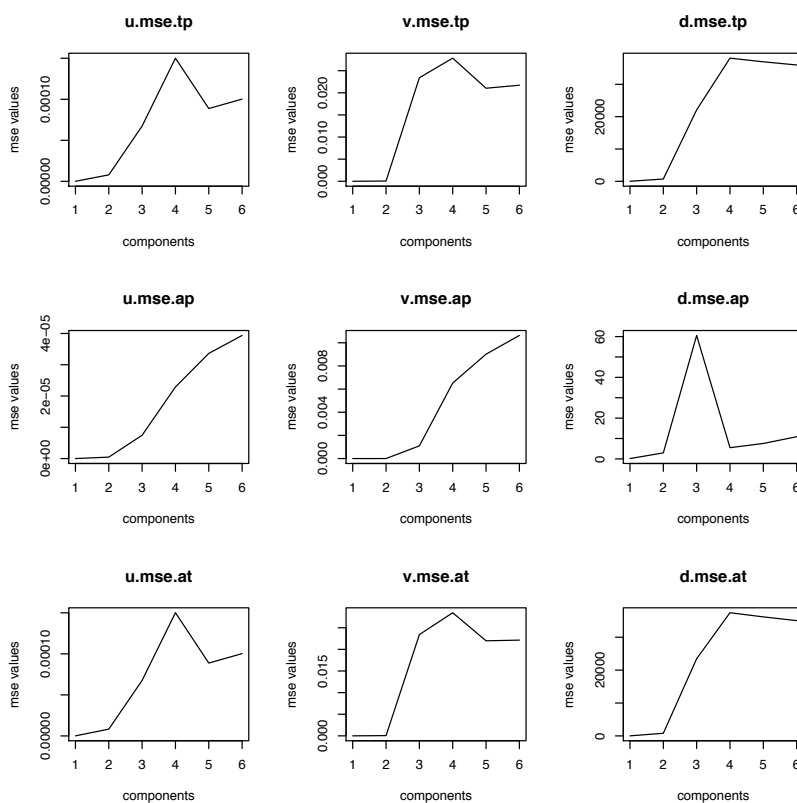 u.mse.tp
mse values
0.00000
0.00010
1 2 3 4 5 6
components
v.mse.tp
mse values
0.000
0.010
0.020
1 2 3 4 5 6
components
d.mse.tp
mse values
0
20000
1 2 3 4 5 6
components
u.mse.ap
mse values
0e+00
2e−05
4e−05
1 2 3 4 5 6
components
v.mse.ap
mse values
0.000
0.004
0.008
1 2 3 4 5 6
components
d.mse.ap
mse values
0
20
40
60
1 2 3 4 5 6
components
u.mse.at
mse values
0.00000
0.00010
1 2 3 4 5 6
components
v.mse.at
mse values
0.000
0.015
1 2 3 4 5 6
components
d.mse.at
mse values
0
20000
1 2 3 4 5 6
components